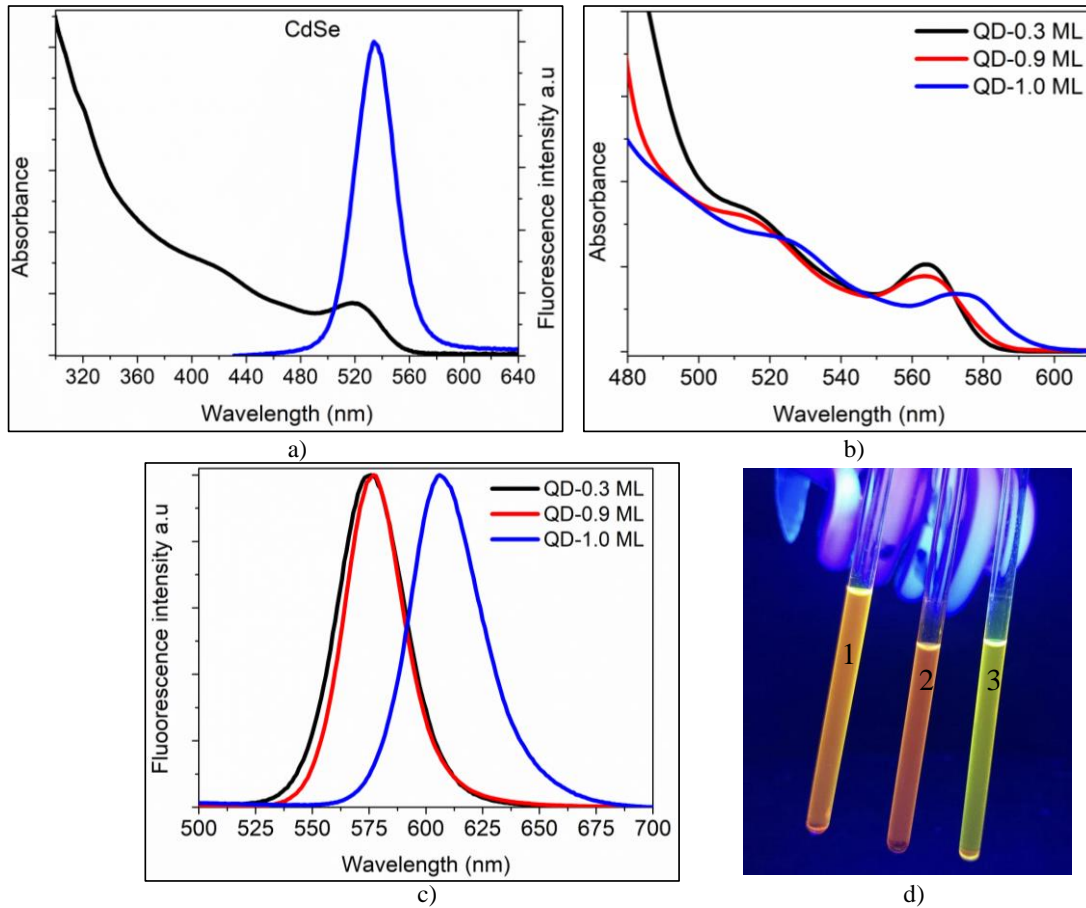 CdSe
Absorbance
Fluorescence intensity a.u
320 360 400 440 480 520 560 600 640
Wavelength (nm)
a)
QD-0.3 ML
QD-0.9 ML
QD-1.0 ML
Absorbance
480 500 520 540 560 580 600
Wavelength (nm)
b)
QD-0.3 ML
QD-0.9 ML
QD-1.0 ML
Fluoorescence intensity a.u
500 525 550 575 600 625 650 675 700
Wavelength (nm)
c)
1
2
3
d)